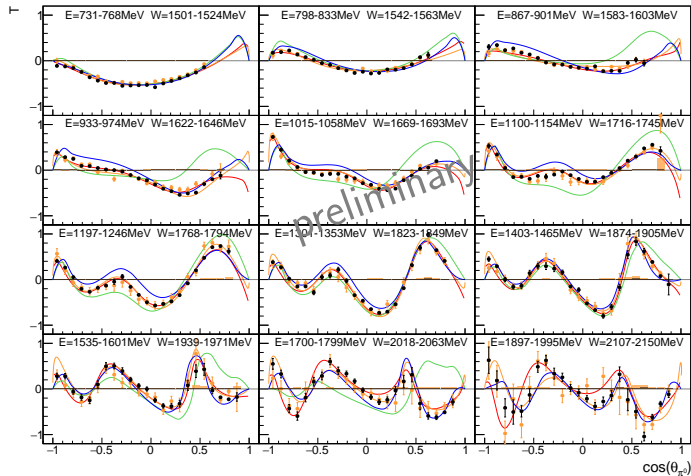 T
E=731-768MeV W=1501-1524MeV
E=798-833MeV W=1542-1563MeV
E=867-901MeV W=1583-1603MeV
1
0
−1
E=933-974MeV W=1622-1646MeV
E=1015-1058MeV W=1669-1693MeV
E=1100-1154MeV W=1716-1745MeV
1
0
−1
preliminary
E=1197-1246MeV W=1768-1794MeV
E=1301-1353MeV W=1823-1849MeV
E=1403-1465MeV W=1874-1905MeV
1
0
−1
E=1535-1601MeV W=1939-1971MeV
E=1700-1799MeV W=2018-2063MeV
E=1897-1995MeV W=2107-2150MeV
1
0
−1
−1 −0.5 0 0.5 1 −0.5 0 0.5 1 −0.5 0 0.5 1
cos(θπ⁰)